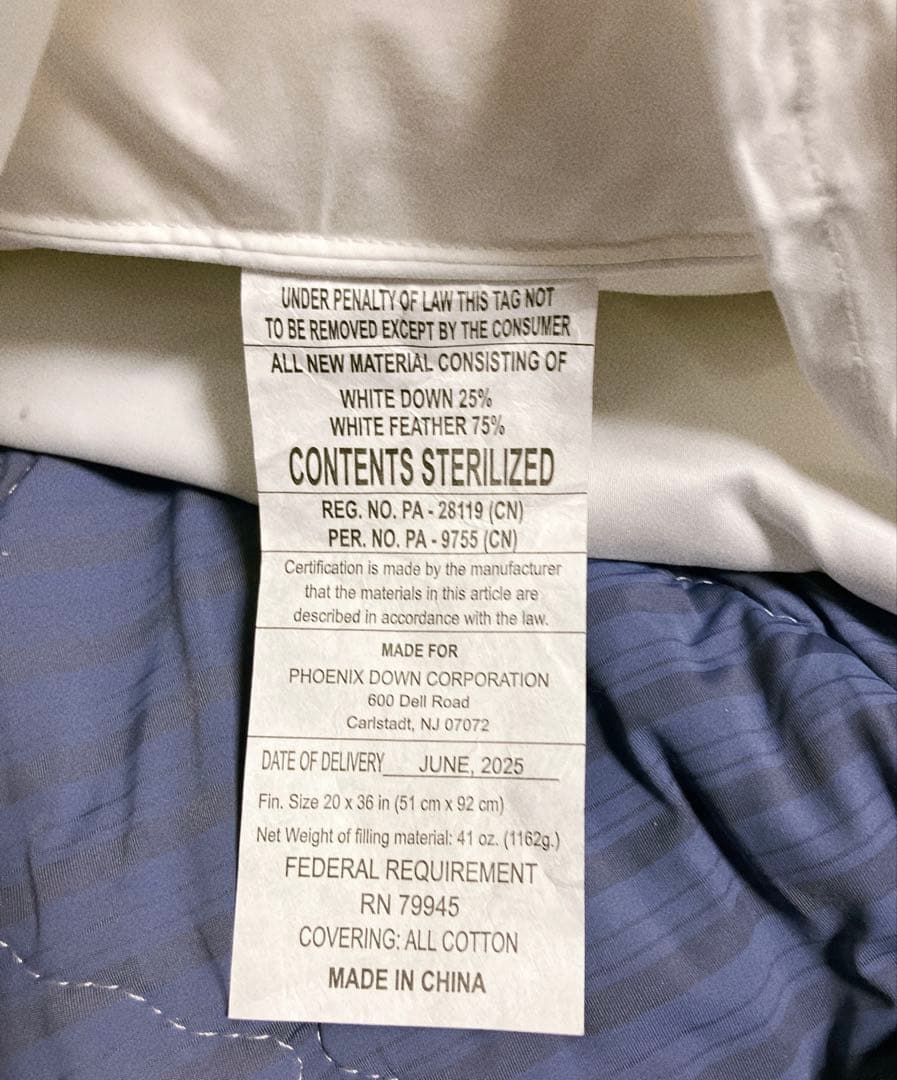 UNDER PENALTY OF LAW THIS TAG NOT
TO BE REMOVED EXCEPT BY THE CONSUMER
ALL NEW MATERIAL CONSISTING OF
WHITE DOWN 25%
WHITE FEATHER 75%
CONTENTS STERILIZED
REG. NO. PA - 28119 (CN)
PER. NO. PA - 9755 (CN)
Certification is made by the manufacturer
that the materials in this article are
described in accordance with the law.
MADE FOR
PHOENIX DOWN CORPORATION
600 Dell Road
Carlstadt, NJ 07072
DATE OF DELIVERY JUNE, 2025
Fin. Size 20 x 36 in (51 cm x 92 cm)
Net Weight of filling material: 41 oz. (1162g.)
FEDERAL REQUIREMENT
RN 79945
COVERING: ALL COTTON
MADE IN CHINA